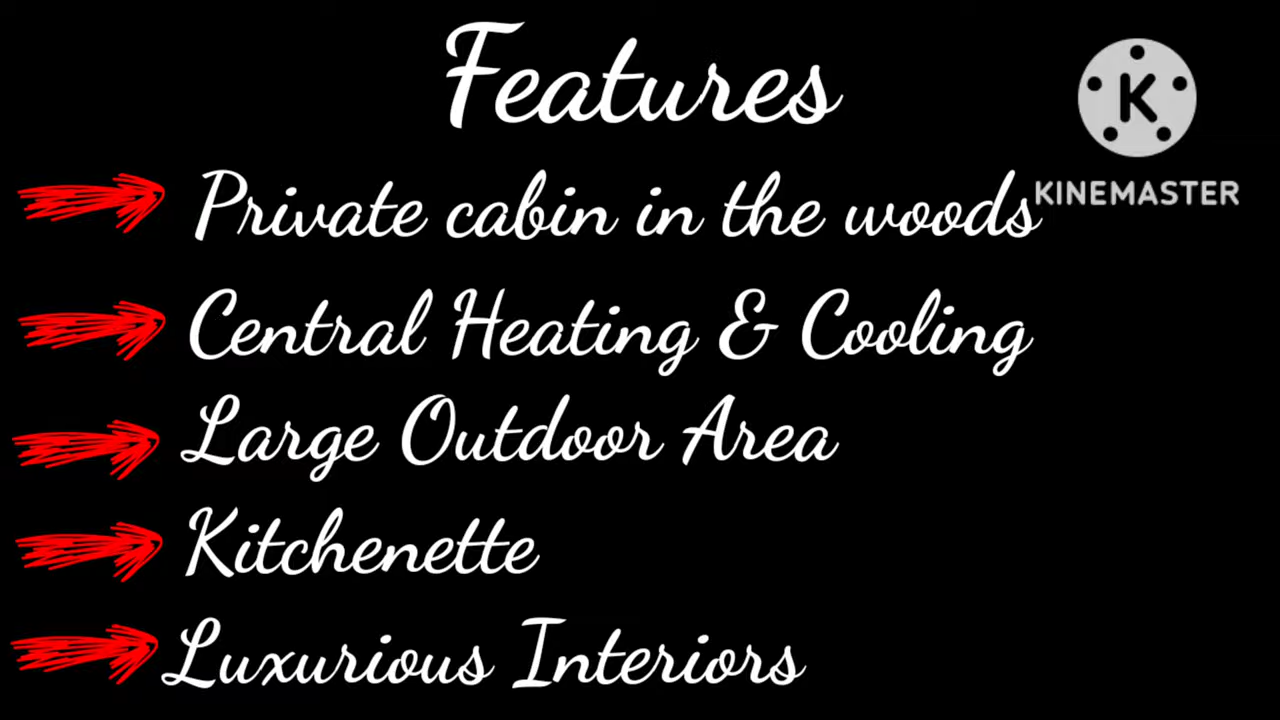 Features
K
KINEMASTER
Private cabin in the woods
Central Heating & Cooling
Large Outdoor Area
Kitchenette
Luxurious Interiors